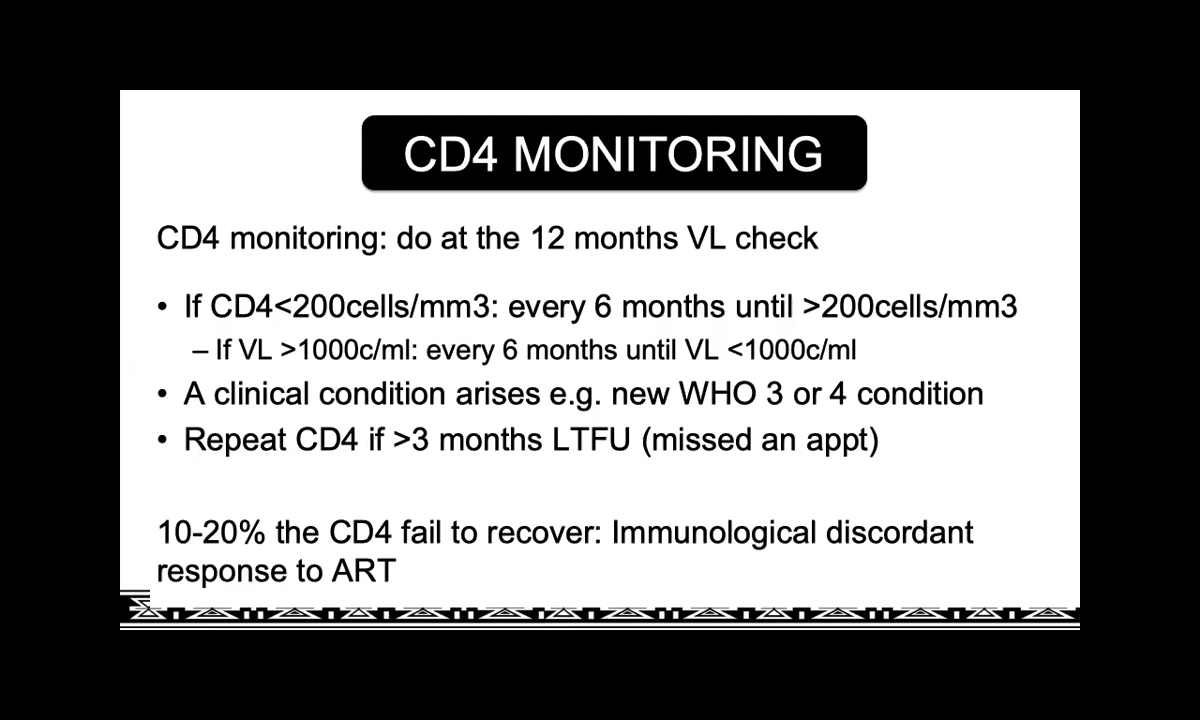 CD4 MONITORING
CD4 monitoring: do at the 12 months VL check
• If CD4<200cells/mm3: every 6 months until >200cells/mm3
– If VL >1000c/ml: every 6 months until VL <1000c/ml
• A clinical condition arises e.g. new WHO 3 or 4 condition
• Repeat CD4 if >3 months LTFU (missed an appt)
10-20% the CD4 fail to recover: Immunological discordant
response to ART